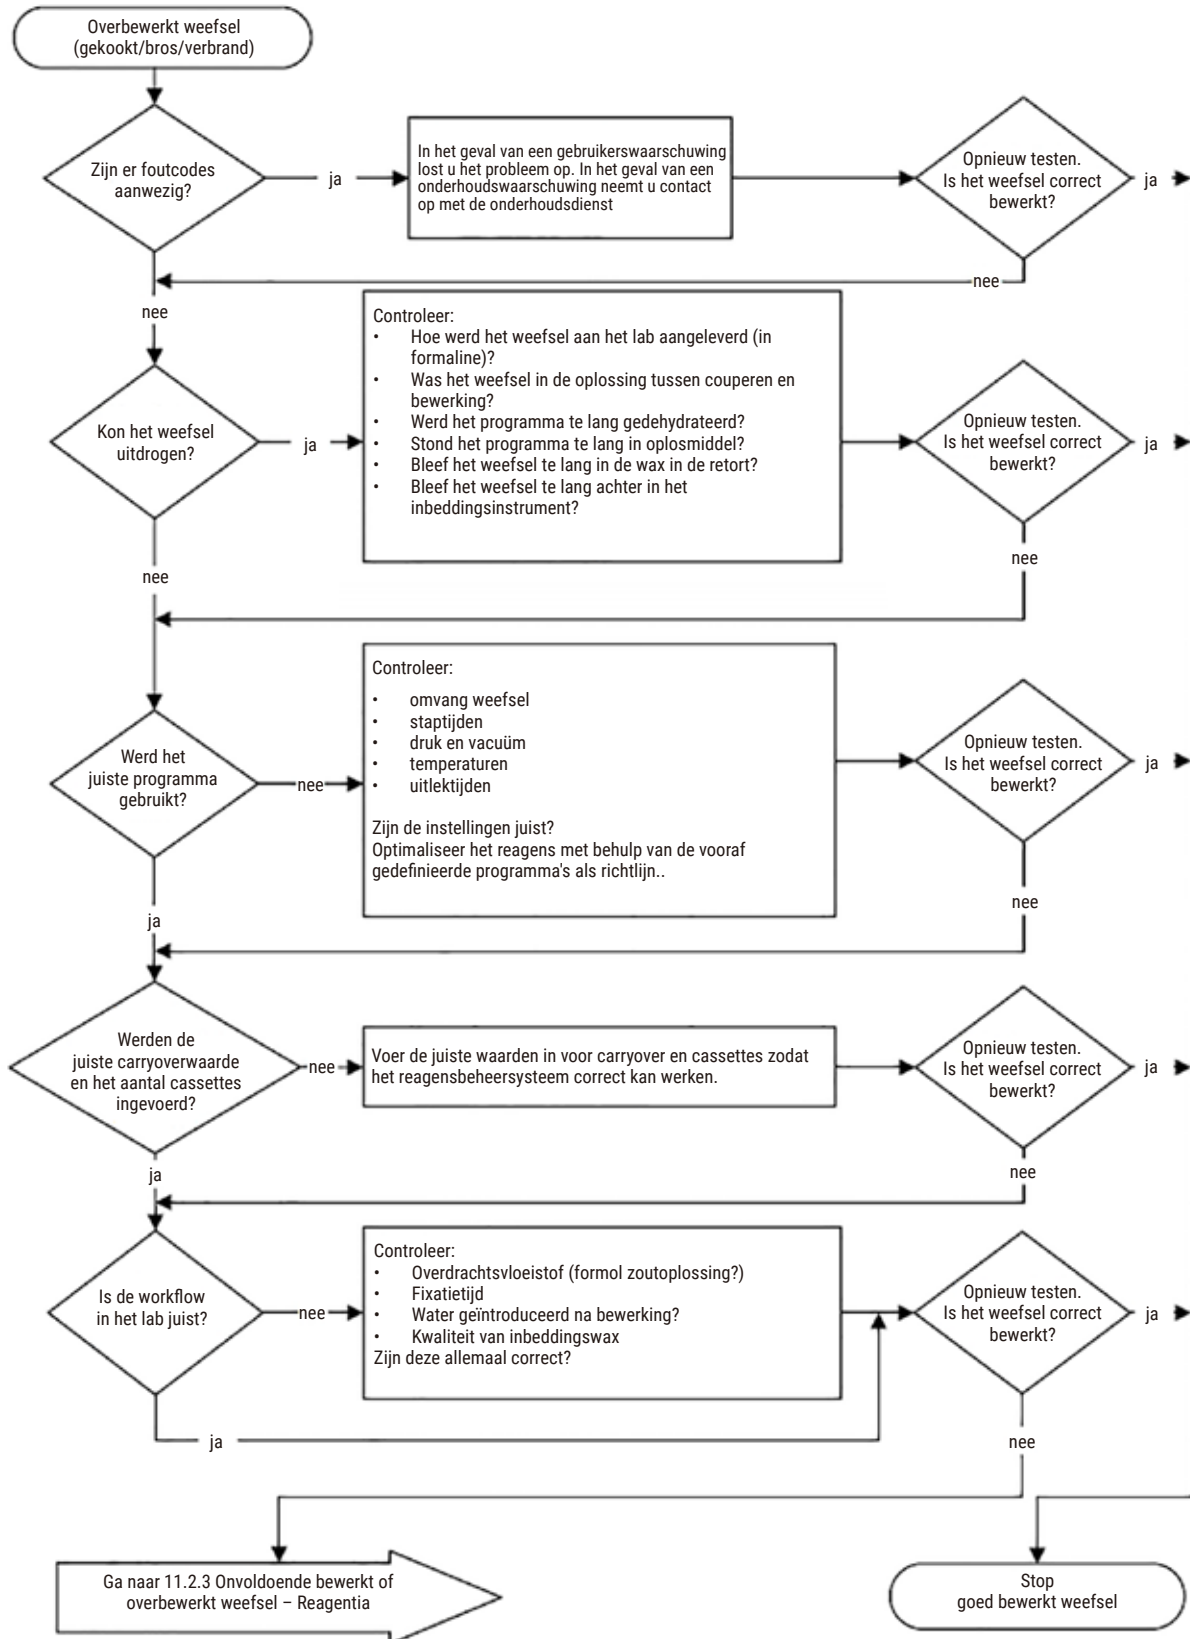 Overbewerkt weefsel
(gekookt/bros/verbrand)
Zijn er foutcodes
aanwezig?
ja
In het geval van een gebruikerswaarschuwing
lost u het probleem op. In het geval van een
onderhoudswaarschuwing neemt u contact
op met de onderhoudsdienst
Opnieuw testen.
Is het weefsel correct
bewerkt?
ja
nee
nee
Kon het weefsel
uitdrogen?
ja
Controleer:
• Hoe werd het weefsel aan het lab aangeleverd (in
formaline)?
• Was het weefsel in de oplossing tussen couperen en
bewerking?
• Werd het programma te lang gedehydrateerd?
• Stond het programma te lang in oplosmiddel?
• Bleef het weefsel te lang in de wax in de retort?
• Bleef het weefsel te lang achter in het
inbeddingsinstrument?
Opnieuw testen.
Is het weefsel correct
bewerkt?
ja
nee
nee
Werd het
juiste programma
gebruikt?
nee
Controleer:
• omvang weefsel
• staptijden
• druk en vacuüm
• temperaturen
• uitlektijden
Zijn de instellingen juist?
Optimaliseer het reagens met behulp van de vooraf
gedefinieerde programma's als richtlijn..
Opnieuw testen.
Is het weefsel correct
bewerkt?
ja
nee
ja
Werden de
juiste carryoverwaarde
en het aantal cassettes
ingevoerd?
nee
Voer de juiste waarden in voor carryover en cassettes zodat
het reagensbeheersysteem correct kan werken.
Opnieuw testen.
Is het weefsel correct
bewerkt?
ja
nee
ja
Is de workflow
in het lab juist?
nee
Controleer:
• Overdrachtsvloeistof (formol zoutoplossing?)
• Fixatietijd
• Water geïntroduceerd na bewerking?
• Kwaliteit van inbeddingswax
Zijn deze allemaal correct?
Opnieuw testen.
Is het weefsel correct
bewerkt?
ja
ja
nee
Ga naar 11.2.3 Onvoldoende bewerkt of
overbewerkt weefsel – Reagentia
Stop
goed bewerkt weefsel